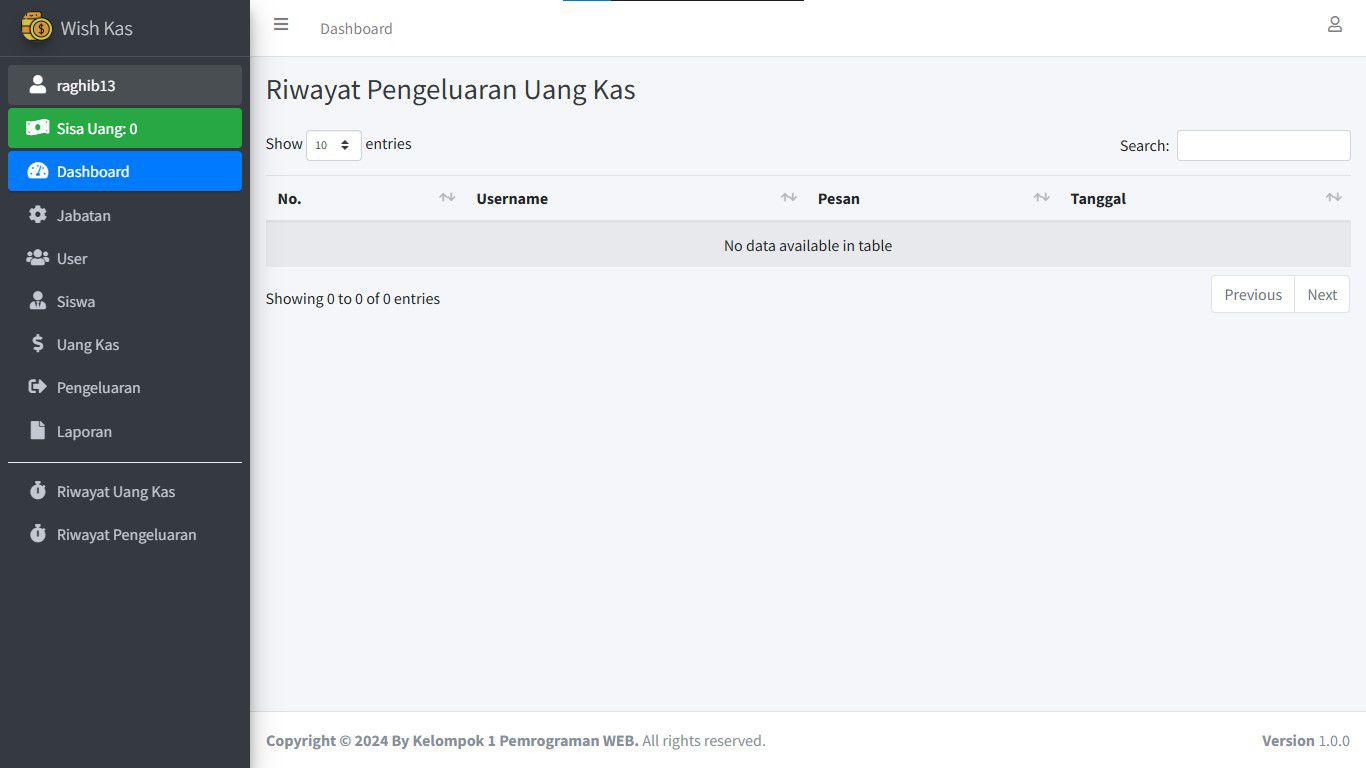 Wish Kas
Dashboard
raghib13
Sisa Uang: 0
Dashboard
Jabatan
User
Siswa
Uang Kas
Pengeluaran
Laporan
Riwayat Uang Kas
Riwayat Pengeluaran
Riwayat Pengeluaran Uang Kas
Show 10 entries
Search:
No. Username Pesan Tanggal
No data available in table
Showing 0 to 0 of 0 entries
Previous Next
Copyright © 2024 By Kelompok 1 Pemrograman WEB. All rights reserved.
Version 1.0.0